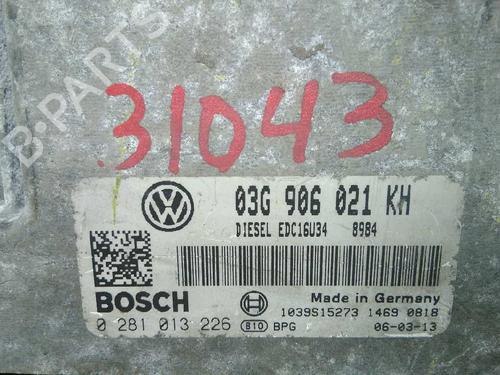 B-PARTS
31043
03G 906 021 KH
DIESEL EDC16U34 8984
BOSCH
Made in Germany
0 281 013 226 B10 BPG
1039S15273 1469 0818
06-03-13